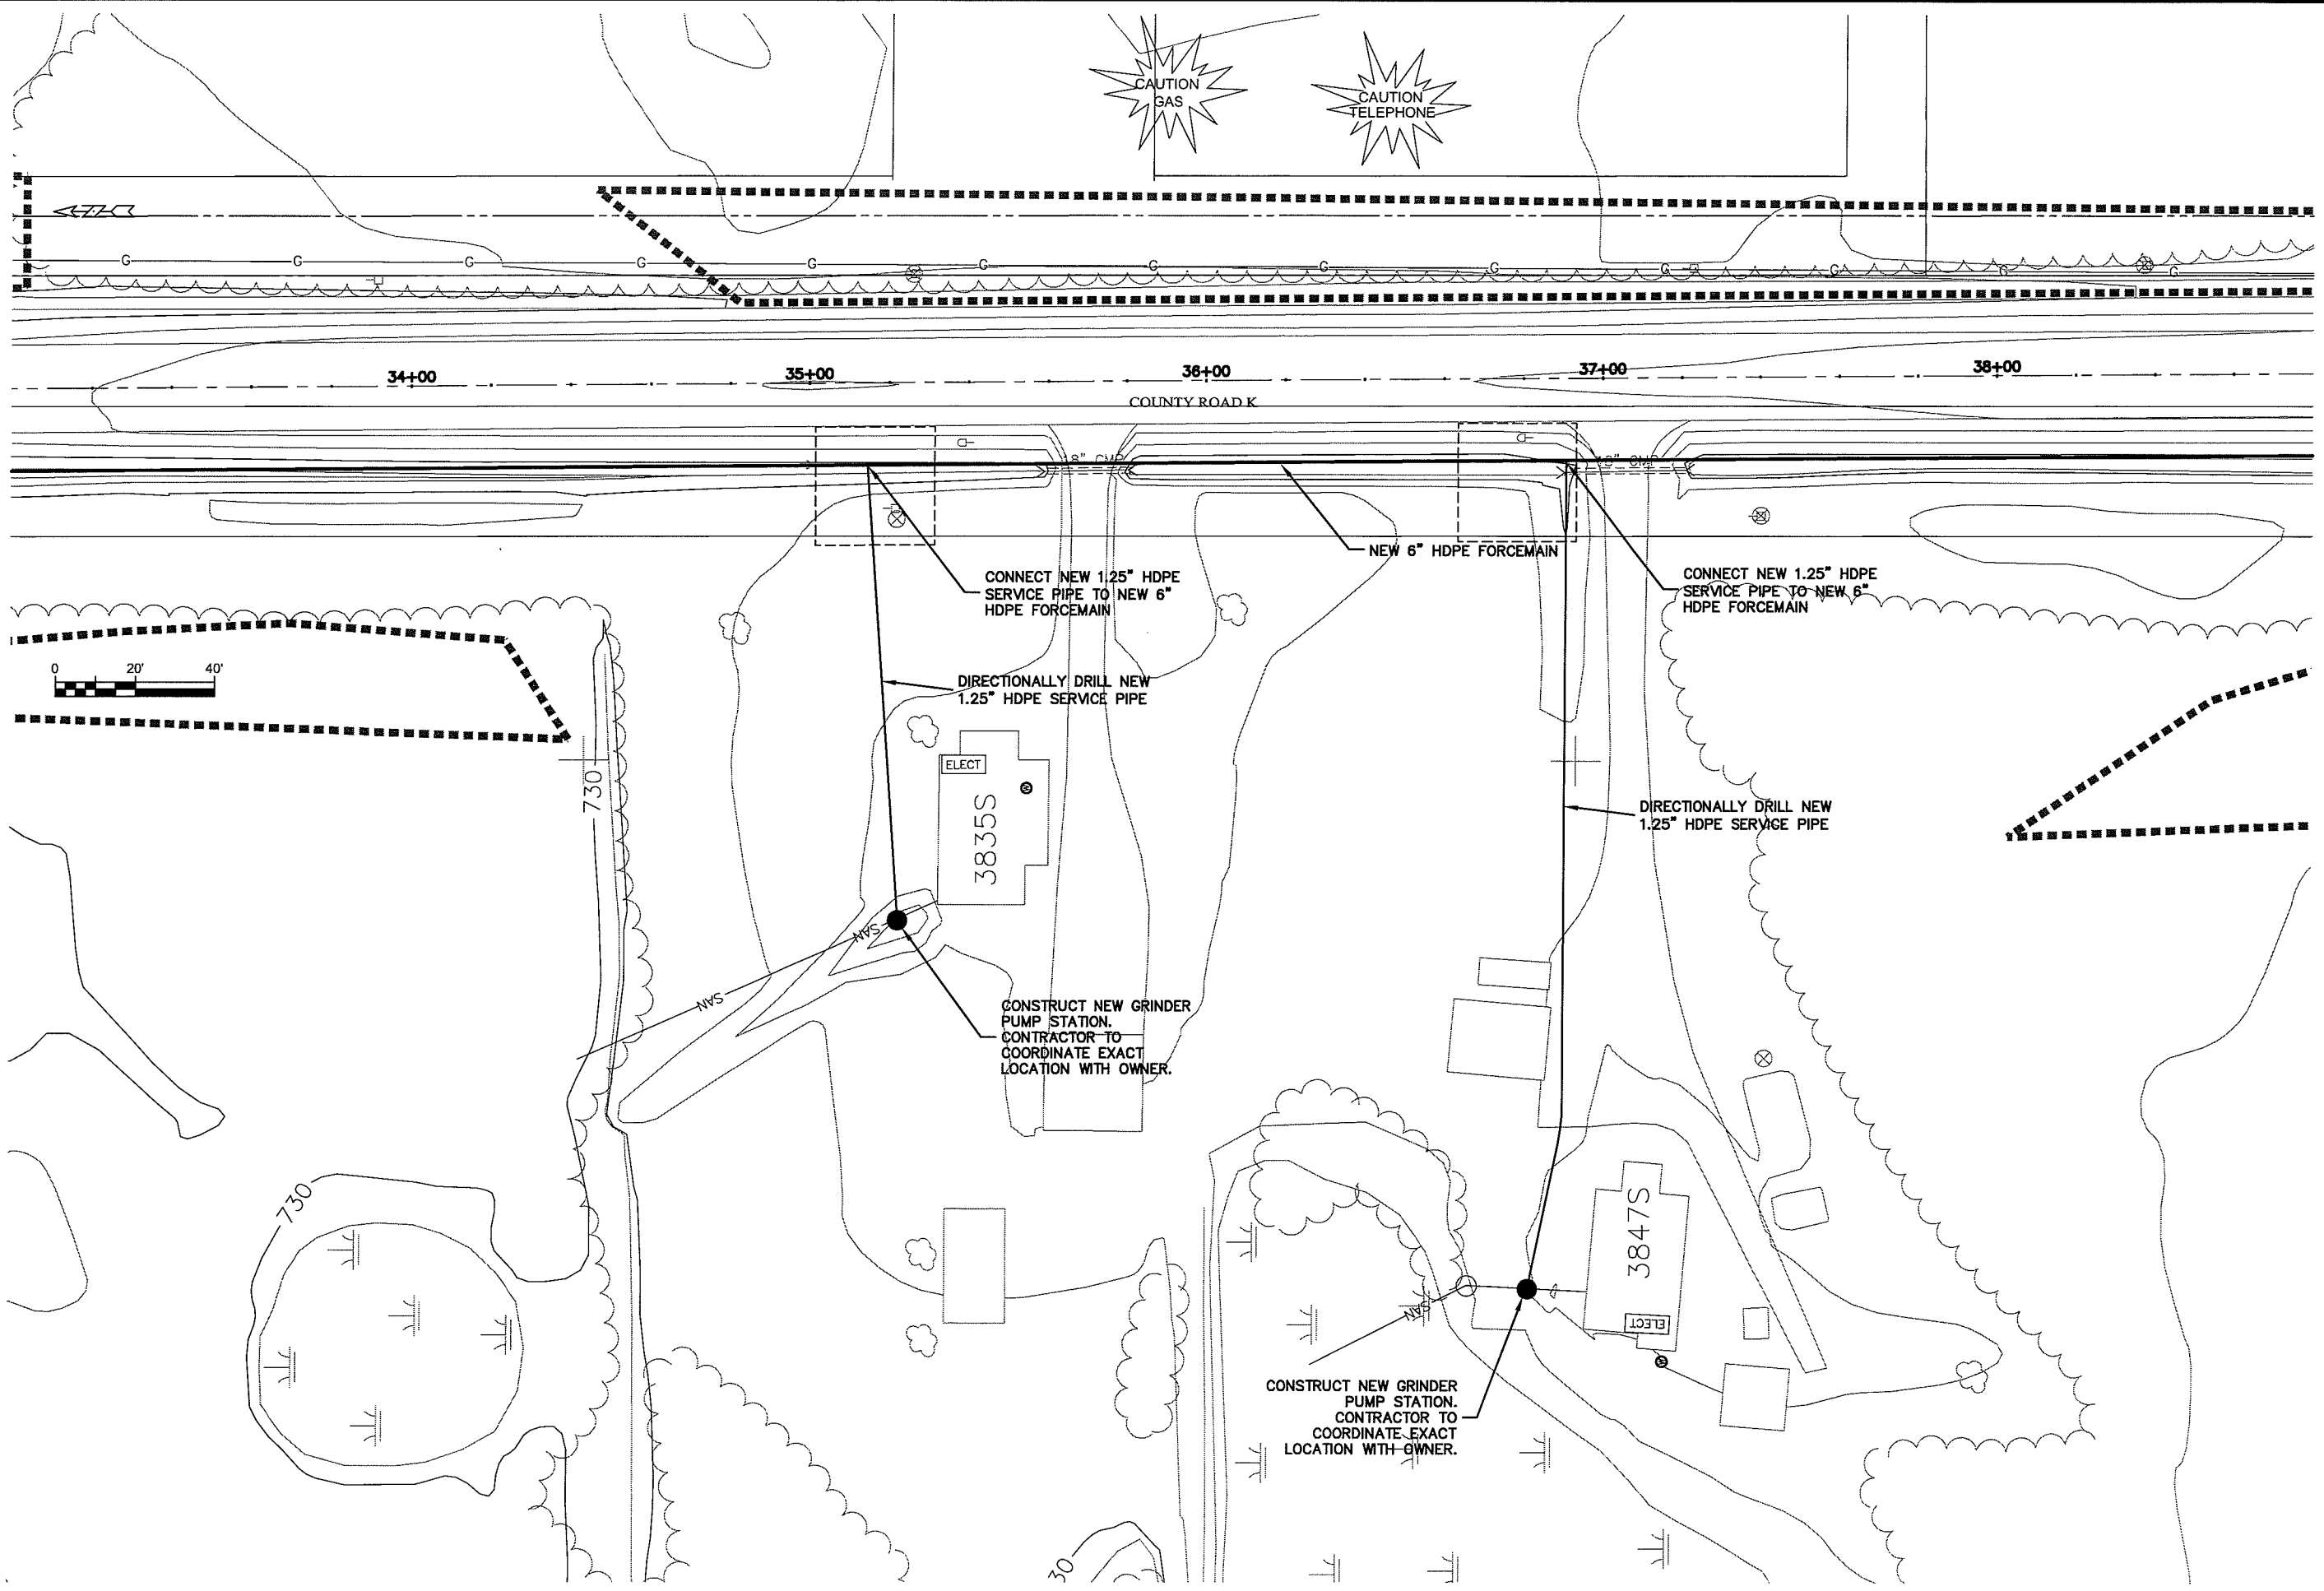 CAUTION
GAS
CAUTION
TELEPHONE
G G G G G G G G G G G G G
34+00 35+00 36+00 37+00 38+00
COUNTY ROAD K
18" CMP
18" CMP
NEW 6" HDPE FORCEMAIN
CONNECT NEW 1.25" HDPE
SERVICE PIPE TO NEW 6"
HDPE FORCEMAIN
CONNECT NEW 1.25" HDPE
SERVICE PIPE TO NEW 6"
HDPE FORCEMAIN
0 20' 40'
DIRECTIONALLY DRILL NEW
1.25" HDPE SERVICE PIPE
730
ELECT
W
3835S
DIRECTIONALLY DRILL NEW
1.25" HDPE SERVICE PIPE
SAN
SAN
CONSTRUCT NEW GRINDER
PUMP STATION.
CONTRACTOR TO
COORDINATE EXACT
LOCATION WITH OWNER.
730
3847S
SAN
ELECT
W
CONSTRUCT NEW GRINDER
PUMP STATION.
CONTRACTOR TO
COORDINATE EXACT
LOCATION WITH OWNER.
30